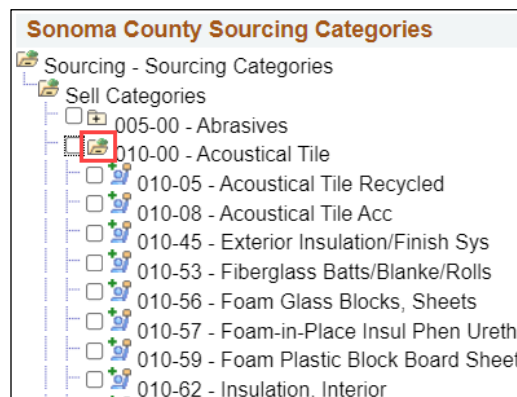 Sonoma County Sourcing Categories
Sourcing - Sourcing Categories
Sell Categories
005-00 - Abrasives
010-00 - Acoustical Tile
010-05 - Acoustical Tile Recycled
010-08 - Acoustical Tile Acc
010-45 - Exterior Insulation/Finish Sys
010-53 - Fiberglass Batts/Blanke/Rolls
010-56 - Foam Glass Blocks, Sheets
010-57 - Foam-in-Place Insul Phen Ureth
010-59 - Foam Plastic Block Board Sheet
010-62 - Insulation, Interior